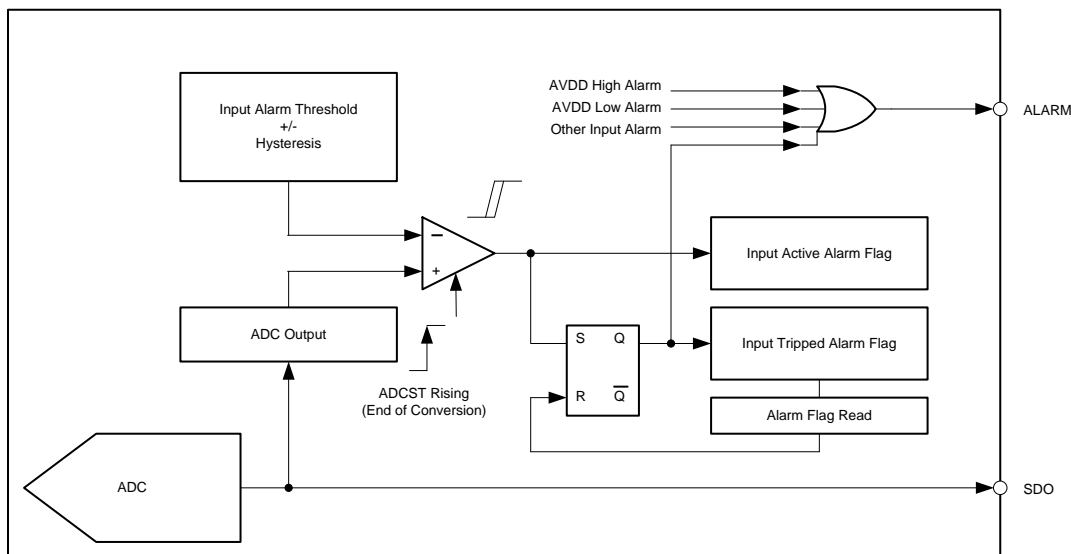 Input Alarm Threshold
+/-
Hysteresis
AVDD High Alarm
AVDD Low Alarm
Other Input Alarm
ALARM
−
+
Input Active Alarm Flag
ADC Output
S Q
R Q̅
Input Tripped Alarm Flag
ADCST Rising
(End of Conversion)
Alarm Flag Read
ADC
SDO